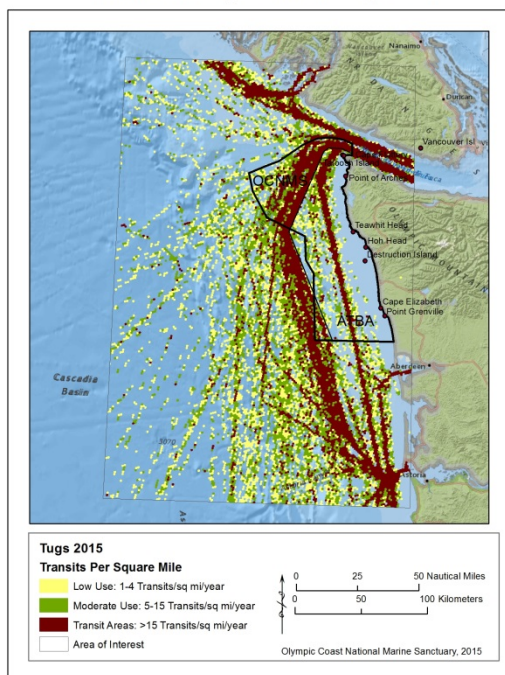 Nanaimo
Duncan
Vancouver Isl
OCNMS
Point of Arches
Teawhit Head
Hoh Head
Destruction Island
Cape Elizabeth
Point Grenville
ATBA
Aberdeen
Cascadia
Basin
Astoria
Tugs 2015
Transits Per Square Mile
Low Use: 1-4 Transits/sq mi/year
Moderate Use: 5-15 Transits/sq mi/year
Transit Areas: >15 Transits/sq mi/year
Area of Interest
0 25 50 Nautical Miles
0 50 100 Kilometers
Olympic Coast National Marine Sanctuary, 2015